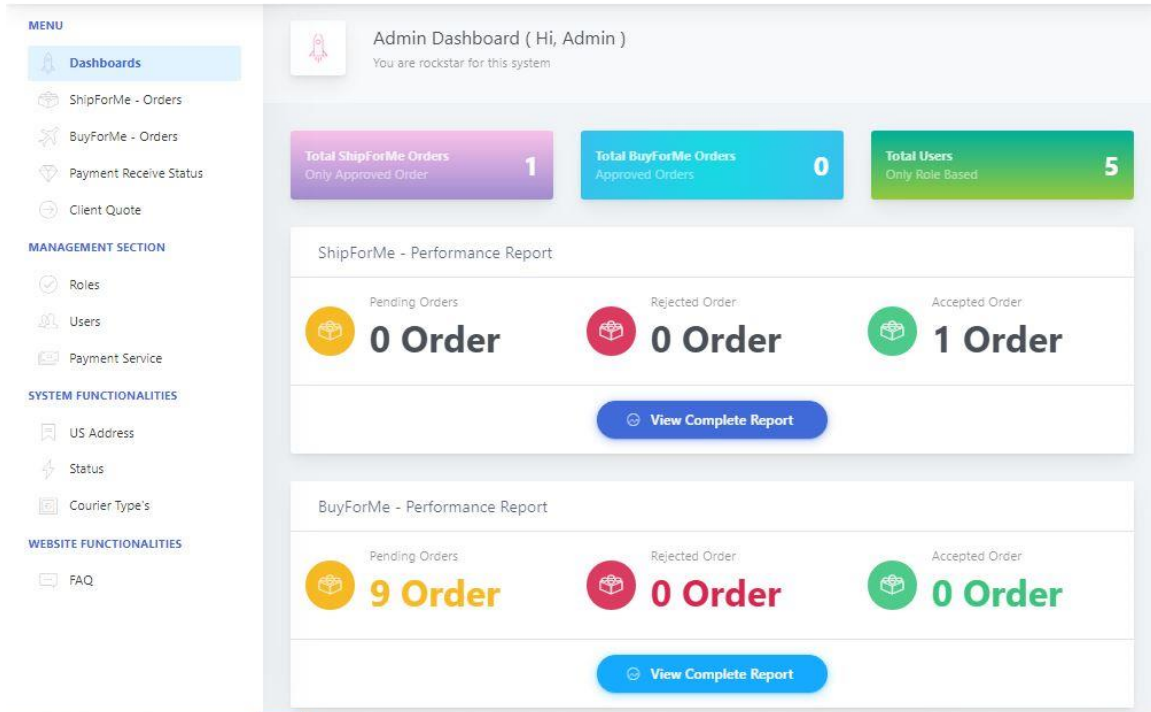 MENU
Dashboards
ShipForMe - Orders
BuyForMe - Orders
Payment Receive Status
Client Quote
MANAGEMENT SECTION
Roles
Users
Payment Service
SYSTEM FUNCTIONALITIES
US Address
Status
Courier Type's
WEBSITE FUNCTIONALITIES
FAQ
Admin Dashboard ( Hi, Admin )
You are rockstar for this system
Total ShipForMe Orders
Only Approved Order
1
Total BuyForMe Orders
Approved Orders
0
Total Users
Only Role Based
5
ShipForMe - Performance Report
Pending Orders
0 Order
Rejected Order
0 Order
Accepted Order
1 Order
View Complete Report
BuyForMe - Performance Report
Pending Orders
9 Order
Rejected Order
0 Order
Accepted Order
0 Order
View Complete Report